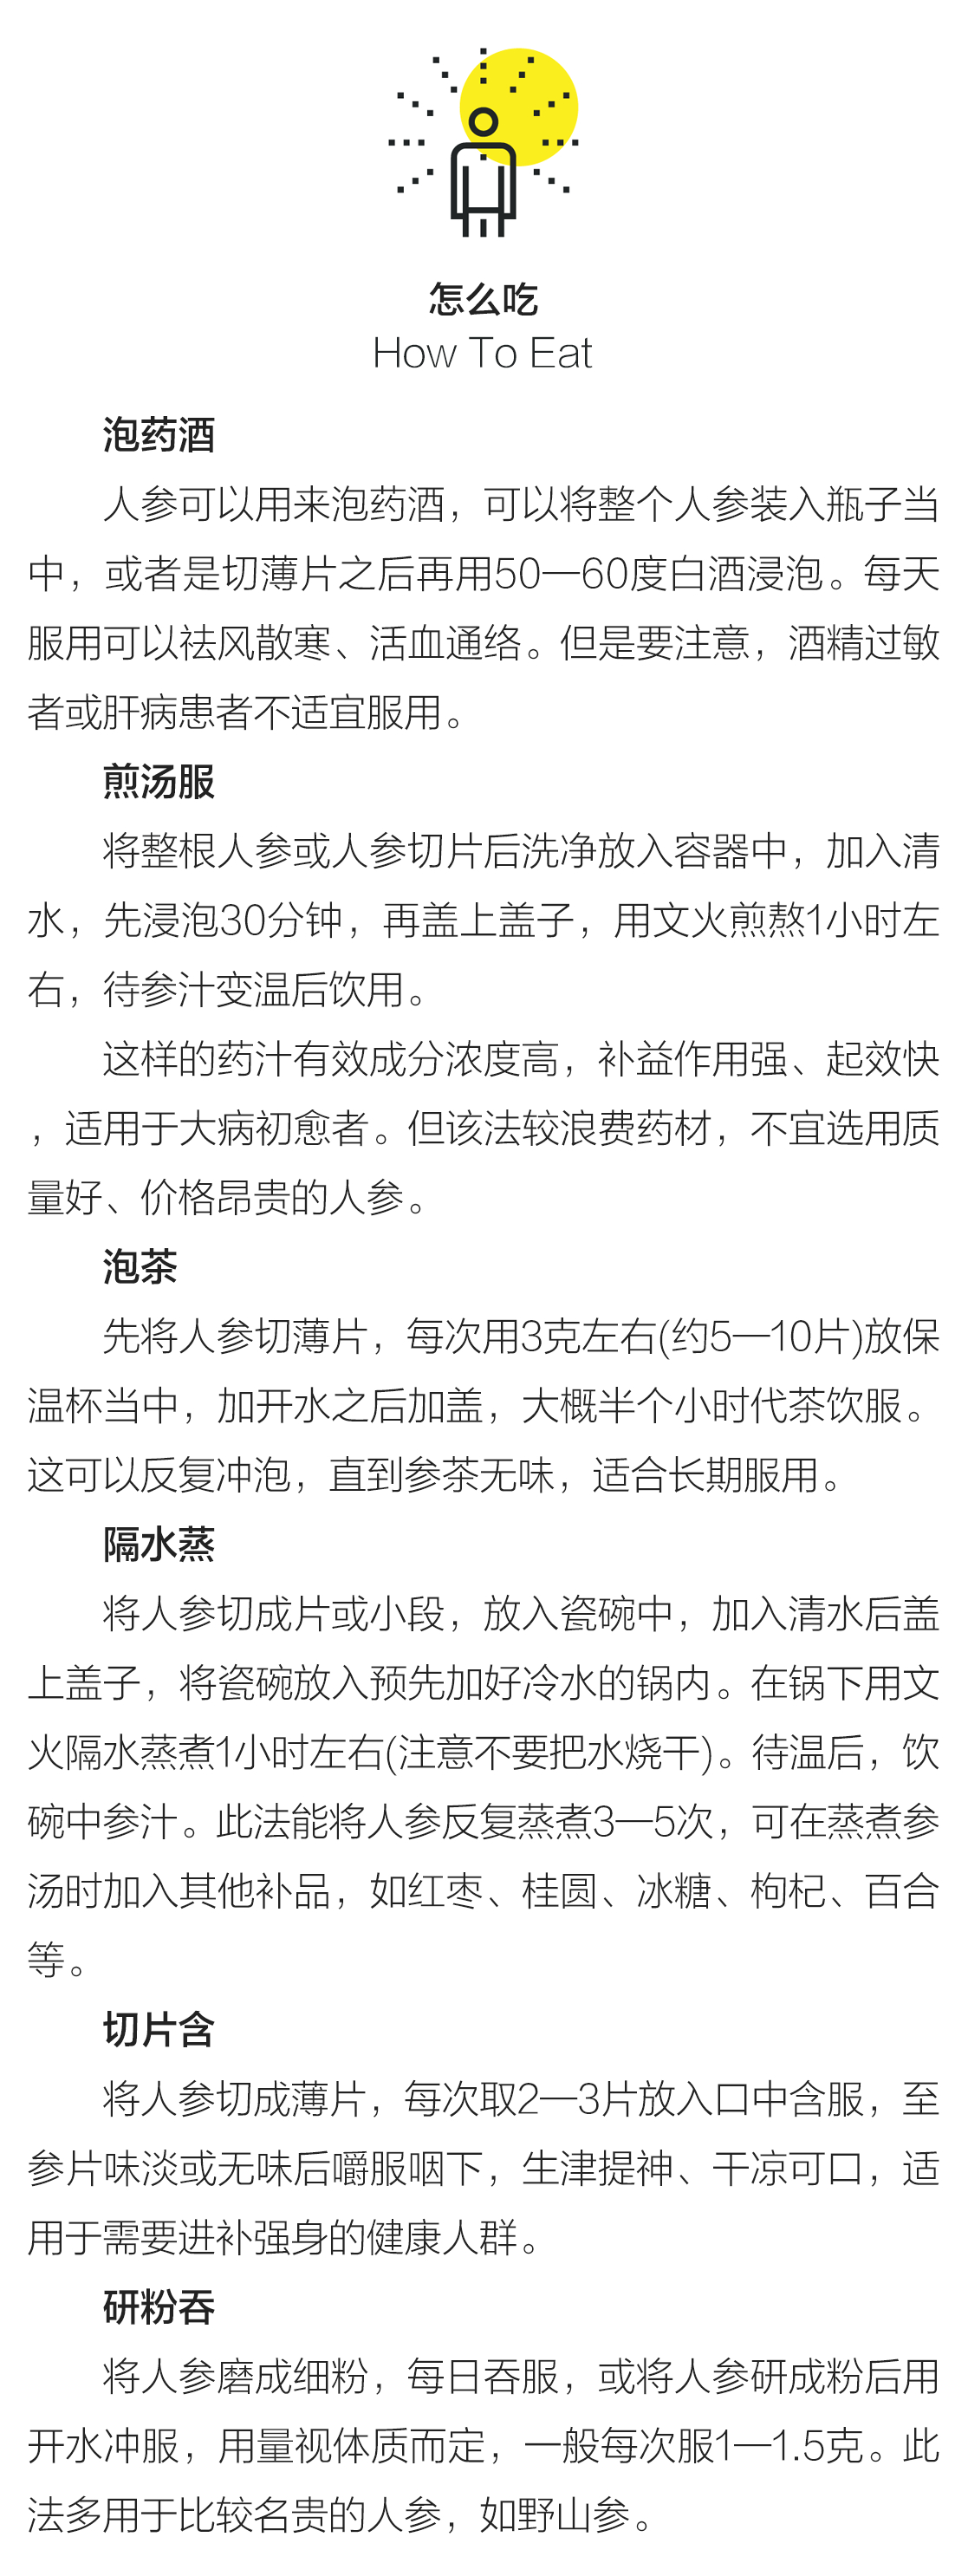 怎么吃
How To Eat
泡药酒
人参可以用来泡药酒，可以将整个人参装入瓶子当
中，或者是切薄片之后再用50—60度白酒浸泡。每天
服用可以祛风散寒、活血通络。但是要注意，酒精过敏
者或肝病患者不适宜服用。
煎汤服
将整根人参或人参切片后洗净放入容器中，加入清
水，先浸泡30分钟，再盖上盖子，用文火煎熬1小时左
右，待参汁变温后饮用。
这样的药汁有效成分浓度高，补益作用强、起效快
，适用于大病初愈者。但该法较浪费药材，不宜选用质
量好、价格昂贵的人参。
泡茶
先将人参切薄片，每次用3克左右(约5—10片)放保
温杯当中，加开水之后加盖，大概半个小时代茶饮服。
这可以反复冲泡，直到参茶无味，适合长期服用。
隔水蒸
将人参切成片或小段，放入瓷碗中，加入清水后盖
上盖子，将瓷碗放入预先加好冷水的锅内。在锅下用文
火隔水蒸煮1小时左右(注意不要把水烧干)。待温后，饮
碗中参汁。此法能将人参反复蒸煮3—5次，可在蒸煮参
汤时加入其他补品，如红枣、桂圆、冰糖、枸杞、百合
等。
切片含
将人参切成薄片，每次取2—3片放入口中含服，至
参片味淡或无味后嚼服咽下，生津提神、干凉可口，适
用于需要进补强身的健康人群。
研粉吞
将人参磨成细粉，每日吞服，或将人参研成粉后用
开水冲服，用量视体质而定，一般每次服1—1.5克。此
法多用于比较名贵的人参，如野山参。